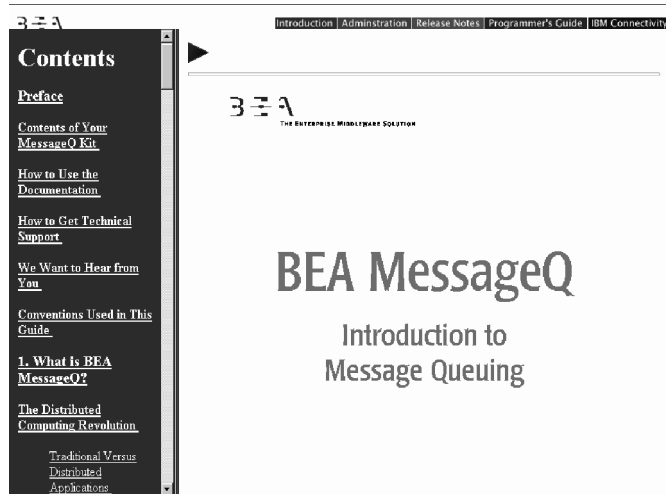 BEA
Introduction Adminstration Release Notes Programmer's Guide IBM Connectivity
Contents
Preface
Contents of Your
MessageQ Kit
How to Use the
Documentation
How to Get Technical
Support
We Want to Hear from
You
Conventions Used in This
Guide
1. What is BEA
MessageQ?
The Distributed
Computing Revolution
Traditional Versus
Distributed
Applications
BEA
THE ENTERPRISE MIDDLEWARE SOLUTION
BEA MessageQ
Introduction to
Message Queuing